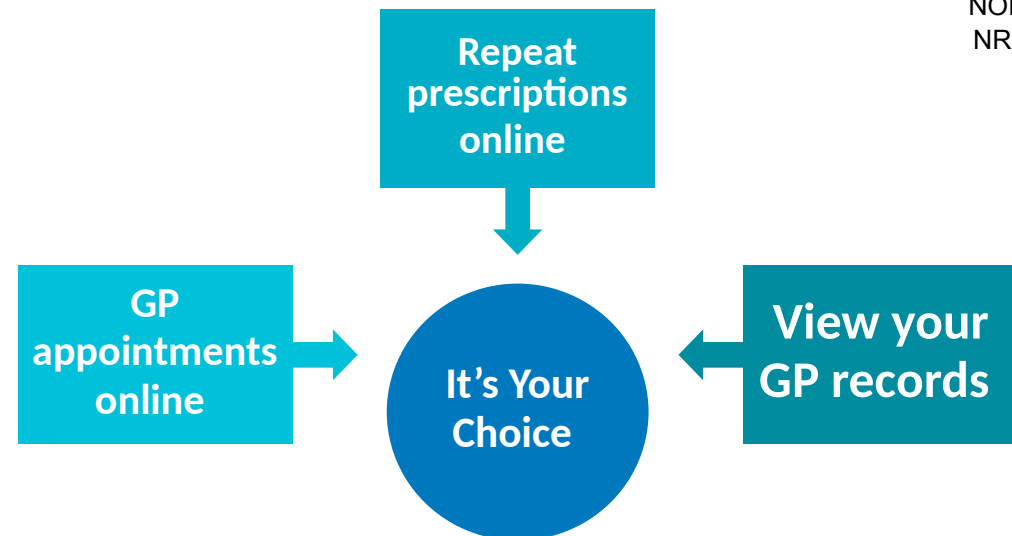 Repeat
prescriptions
online
GP
appointments
online
It’s Your
Choice
View your
GP records